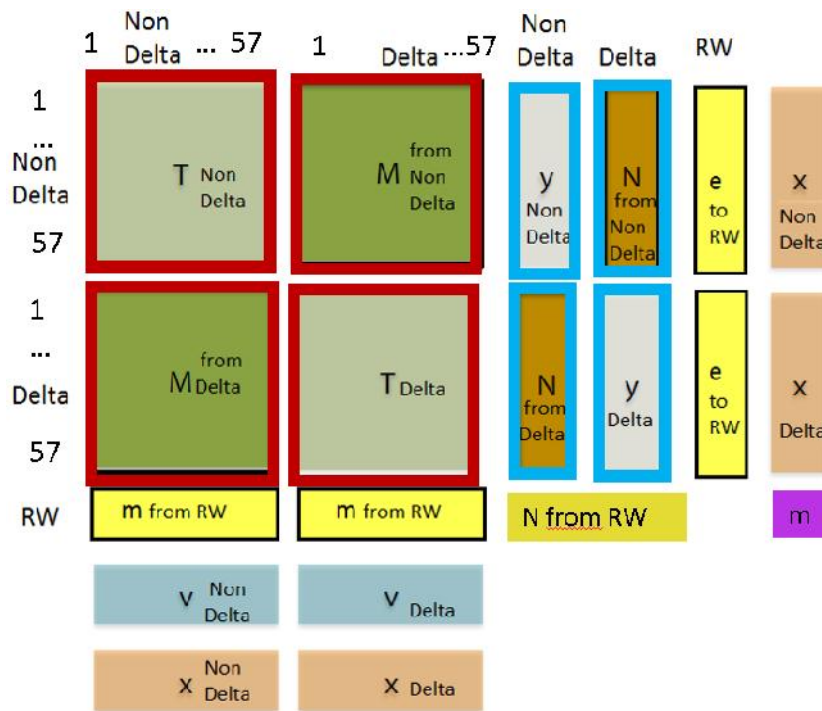 Non Non
1 Delta ... 57 1 Delta ...57 Delta Delta RW
1
...
Non
Delta
57
T Non
Delta
M from
Non
Delta
y
Non
Delta
N
from
Non
Delta
e
to
RW
x
Non
Delta
1
...
Delta
57
M from
Delta
T Delta
N
from
Delta
y
Delta
e
to
RW
x
Delta
RW m from RW m from RW N from RW m
v Non
Delta
v Delta
x Non
Delta
x Delta